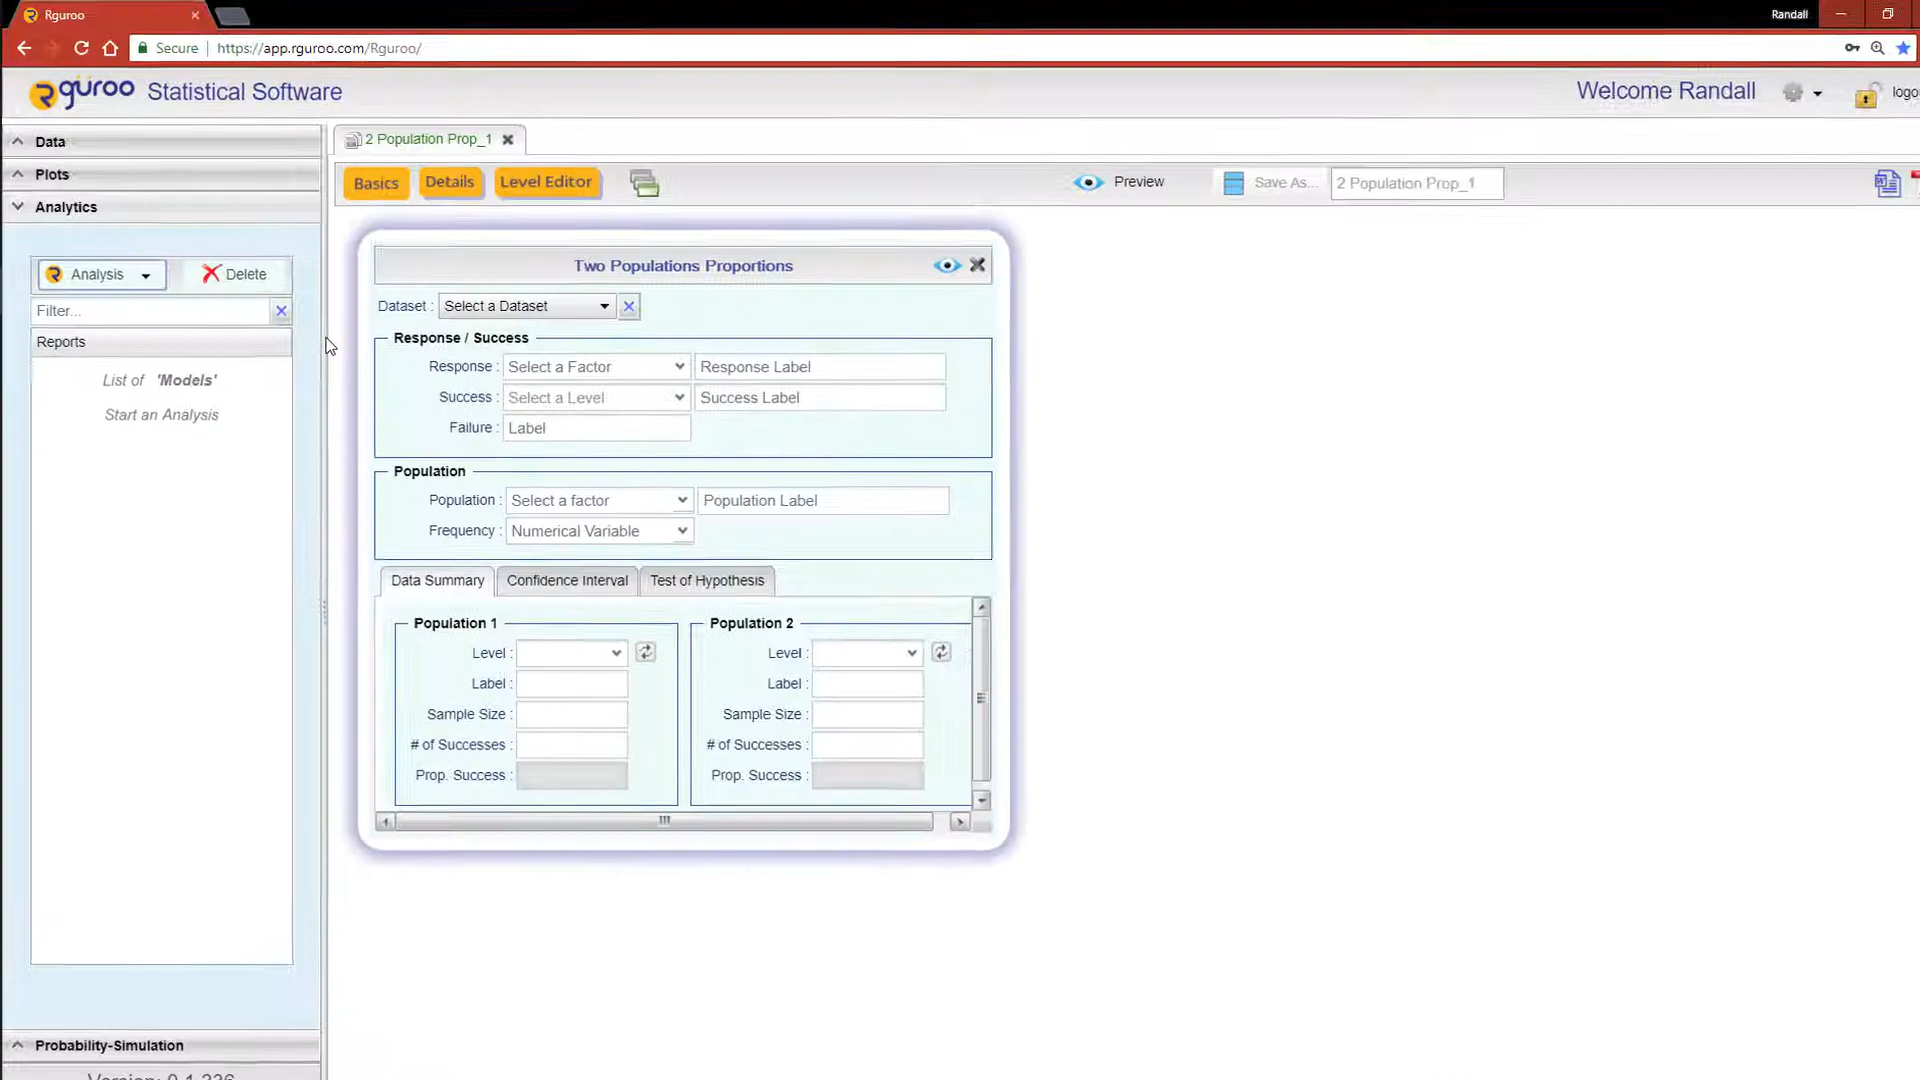 Rguroo
Randall
Secure
https://app.rguroo.com/Rguroo/
Rguroo Statistical Software
Welcome Randall
logo
Data
Plots
Analytics
Analysis
Delete
Filter...
Reports
List of 'Models'
Start an Analysis
Probability-Simulation
2 Population Prop_1
Basics
Details
Level Editor
Preview
Save As...
2 Population Prop_1
Two Populations Proportions
Dataset : Select a Dataset
Response / Success
Response : Select a Factor Response Label
Success : Select a Level Success Label
Failure : Label
Population
Population : Select a factor Population Label
Frequency : Numerical Variable
Data Summary Confidence Interval Test of Hypothesis
Population 1
Level :
Label :
Sample Size :
# of Successes :
Prop. Success :
Population 2
Level :
Label :
Sample Size :
# of Successes :
Prop. Success :